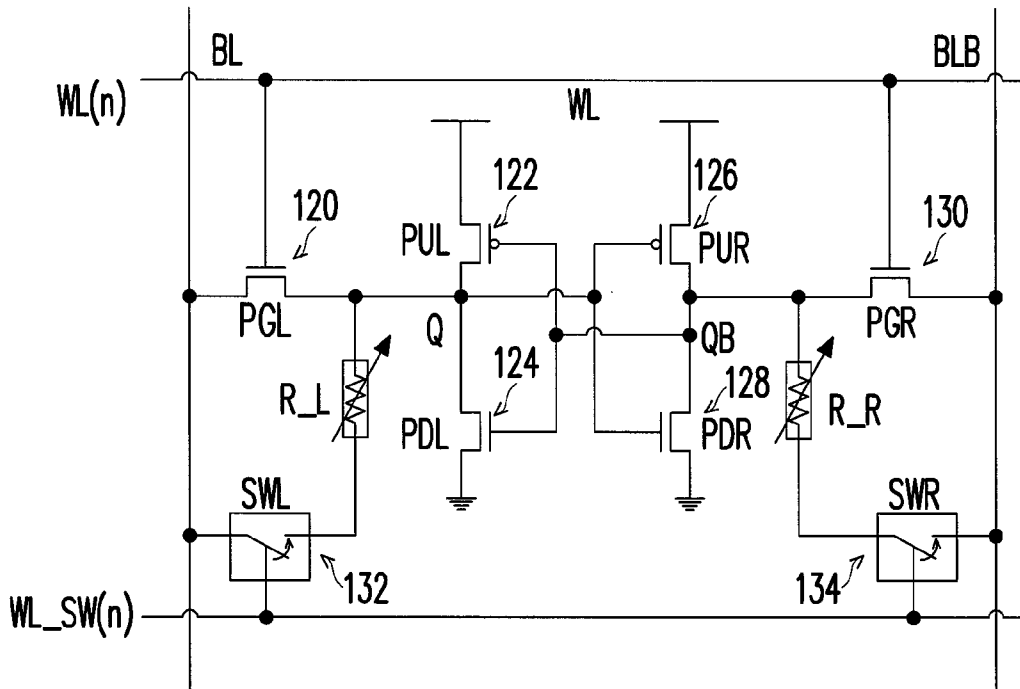 BL
BLB
WL(n)
WL
122
126
120
130
PUL
PUR
PGL
PGR
Q
QB
124
128
R_L
R_R
PDL
PDR
SWL
SWR
132
134
WL_SW(n)